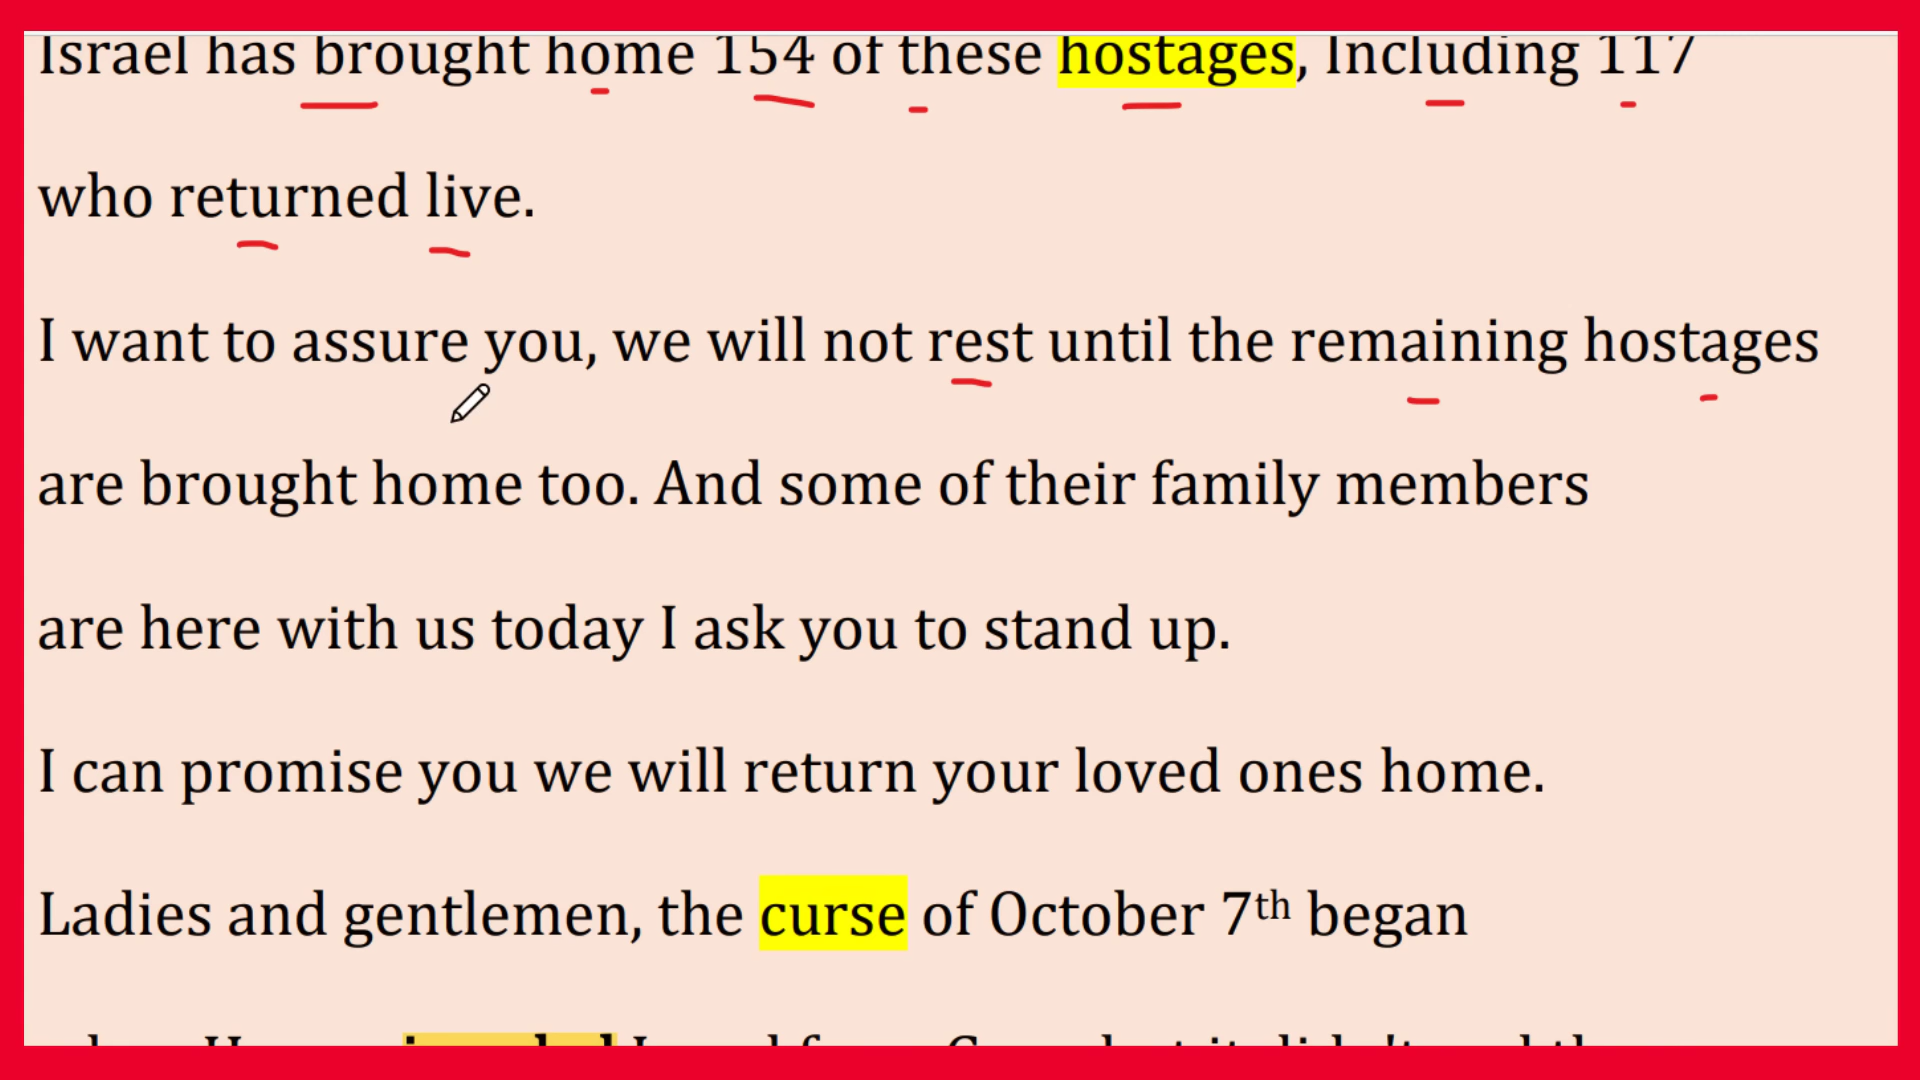 Israel has brought home 154 of these hostages, Including 117
who returned live.
I want to assure you, we will not rest until the remaining hostages
are brought home too. And some of their family members
are here with us today I ask you to stand up.
I can promise you we will return your loved ones home.
Ladies and gentlemen, the curse of October 7th began